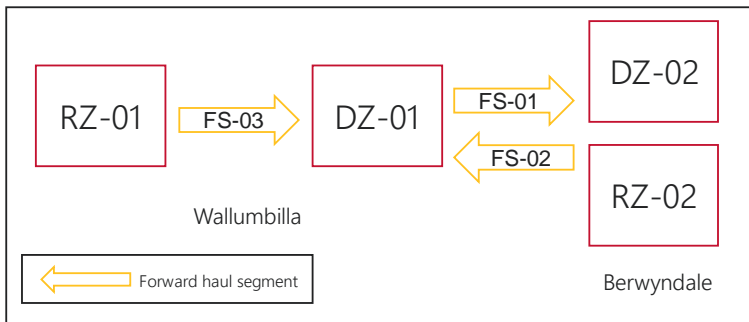 DZ-02
RZ-01
FS-03
DZ-01
FS-01
FS-02
RZ-02
Wallumbilla
Forward haul segment
Berwyndale